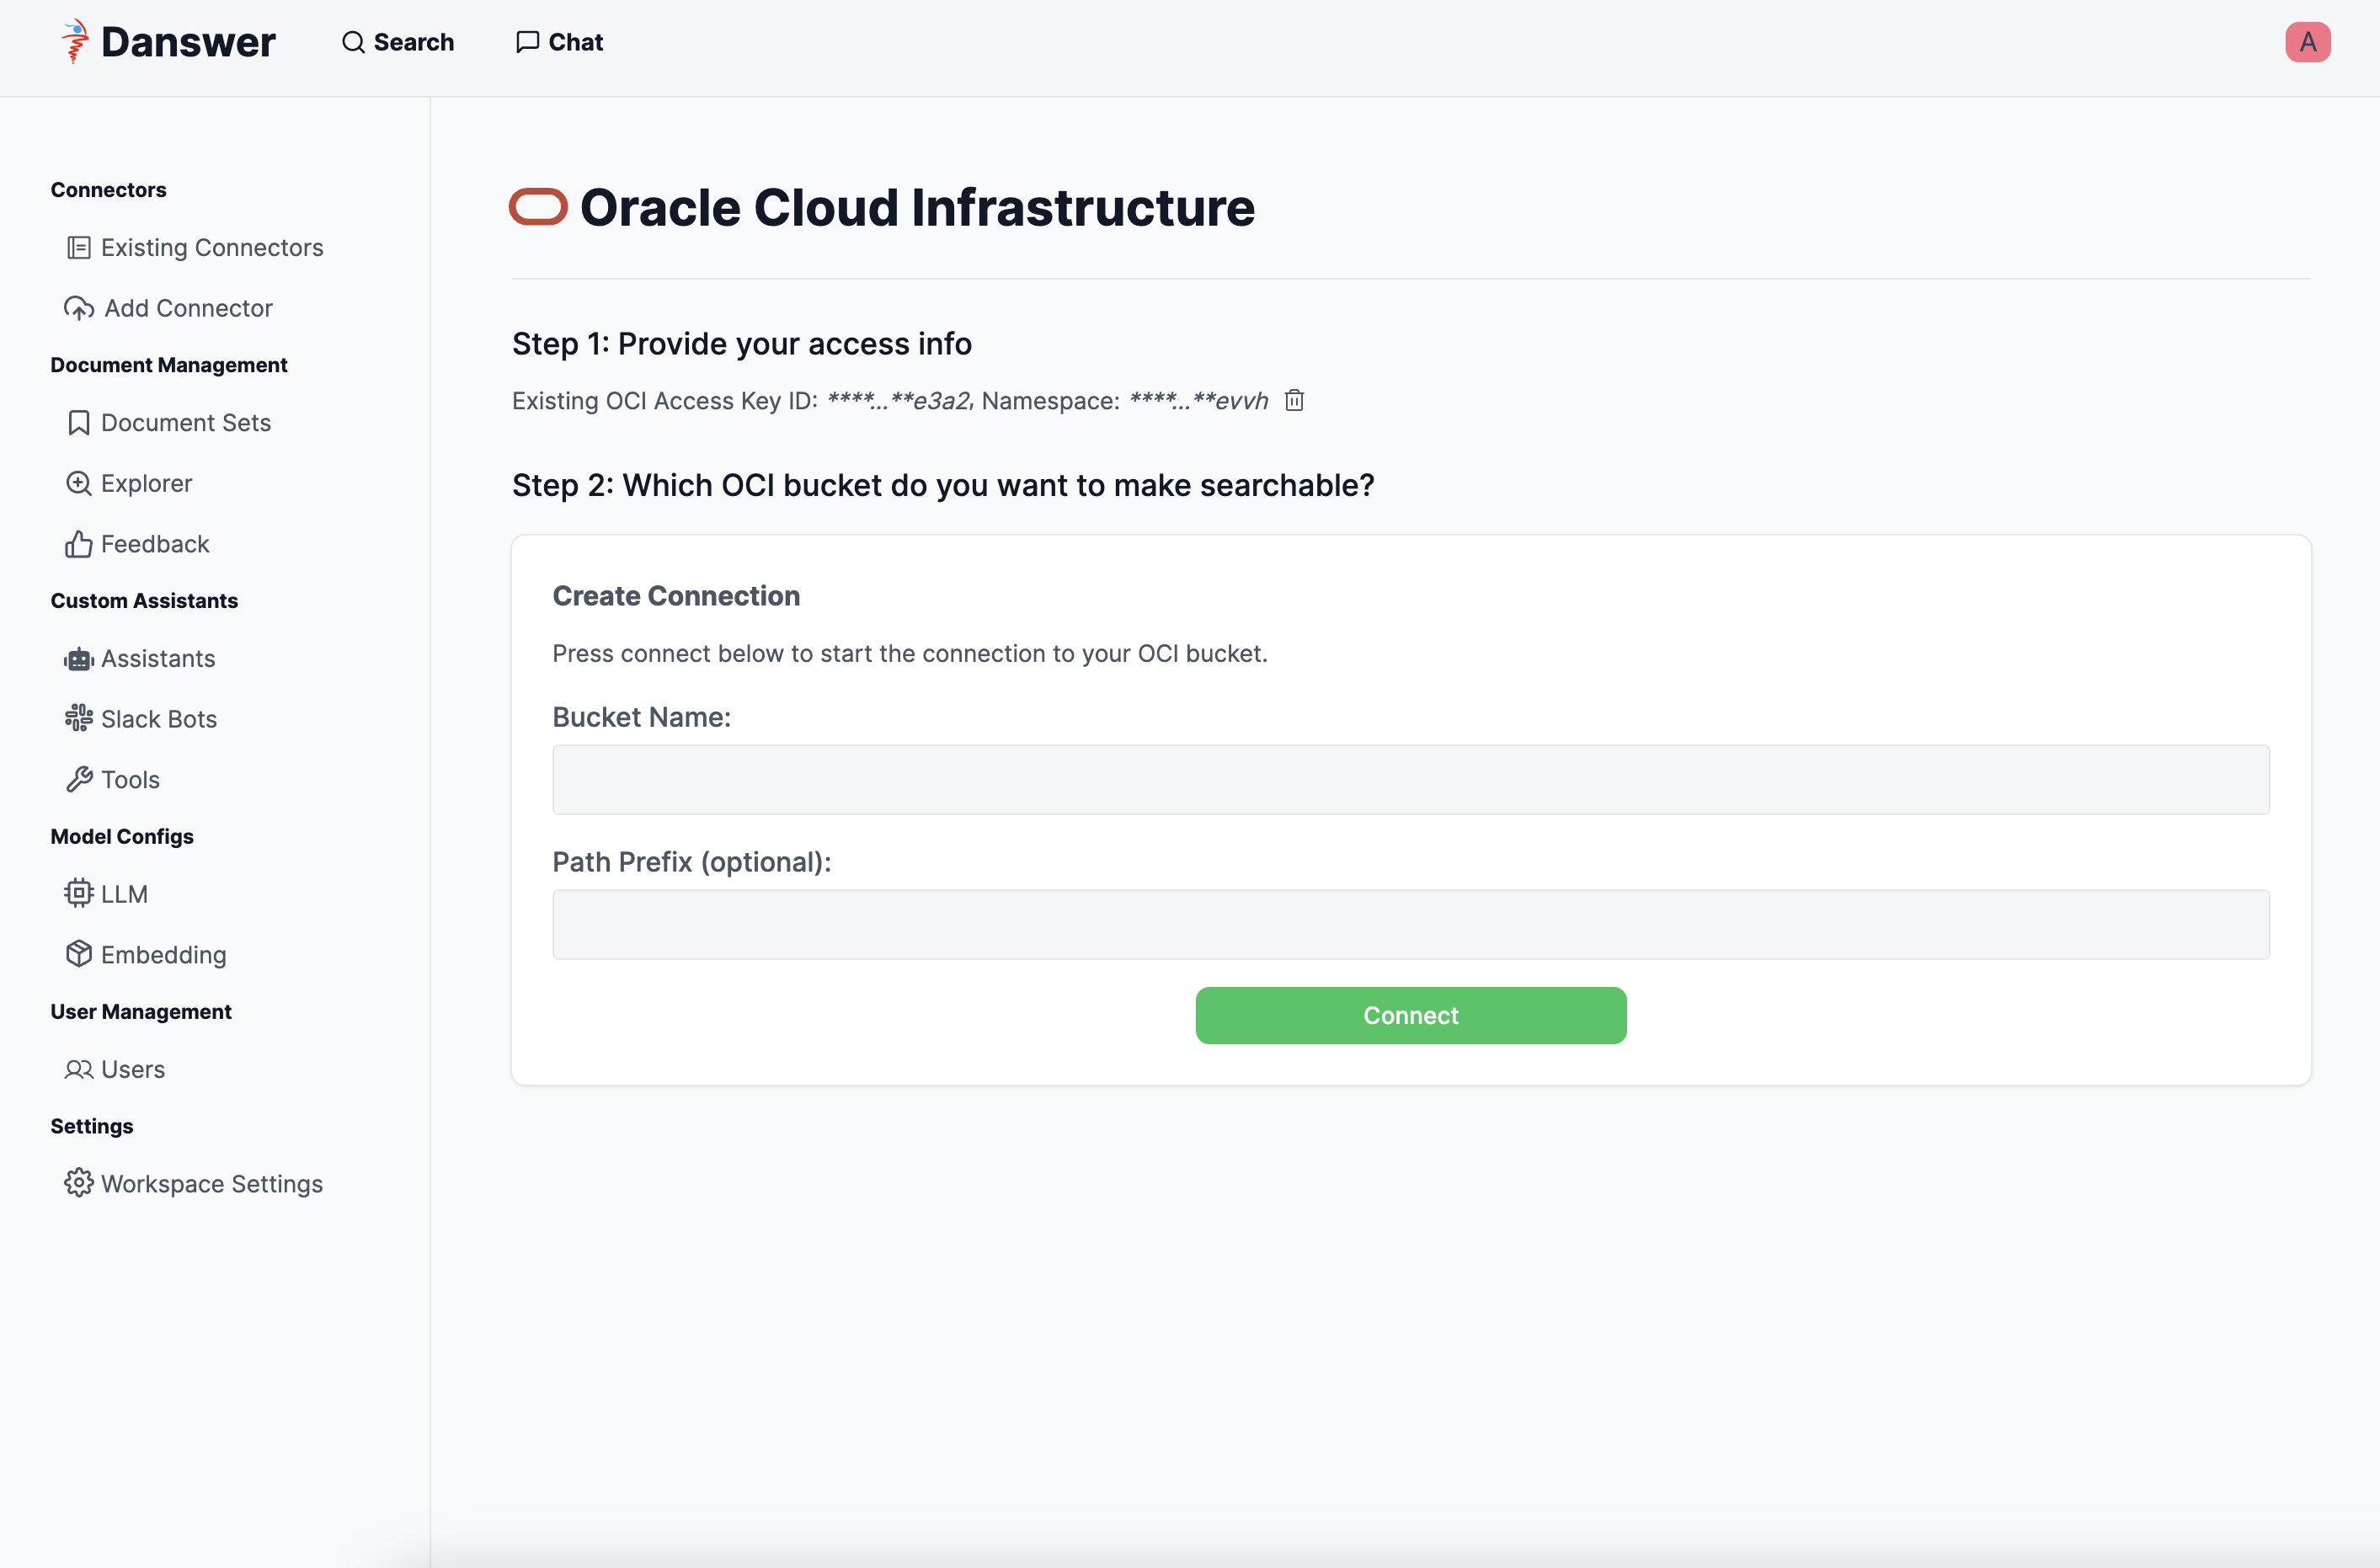 Danswer
Search
Chat
A
Connectors
Existing Connectors
Add Connector
Document Management
Document Sets
Explorer
Feedback
Custom Assistants
Assistants
Slack Bots
Tools
Model Configs
LLM
Embedding
User Management
Users
Settings
Workspace Settings
Oracle Cloud Infrastructure
Step 1: Provide your access info
Existing OCI Access Key ID: ****...**e3a2, Namespace: ****...**evvh
Step 2: Which OCI bucket do you want to make searchable?
Create Connection
Press connect below to start the connection to your OCI bucket.
Bucket Name:
Path Prefix (optional):
Connect